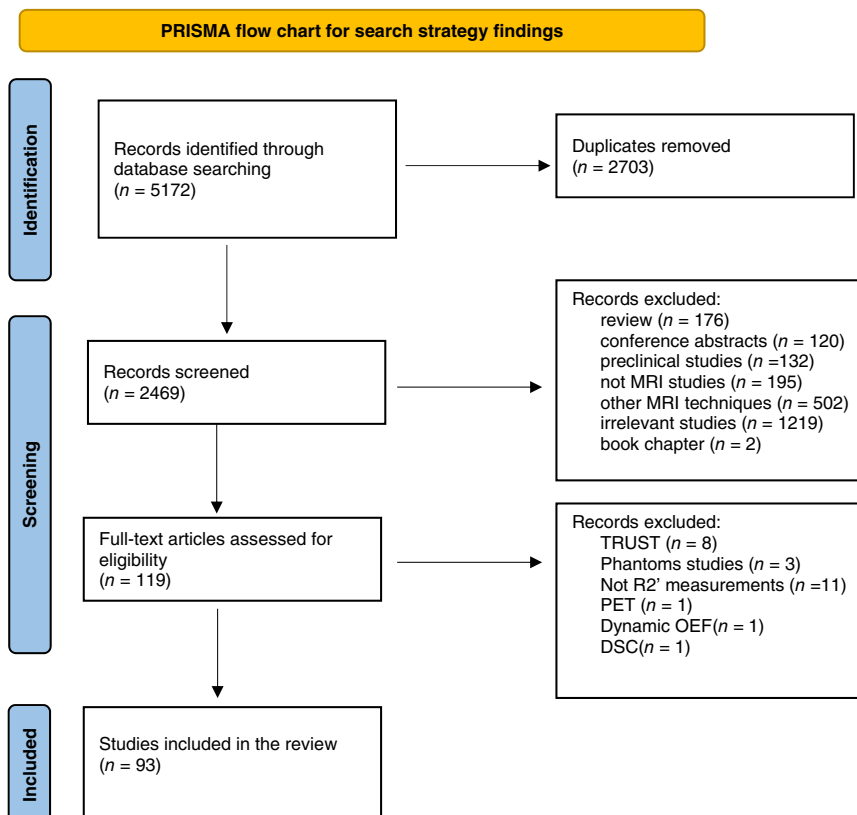 PRISMA flow chart for search strategy findings
Identification
Records identified through
database searching
(n = 5172)
Duplicates removed
(n = 2703)
Screening
Records screened
(n = 2469)
Records excluded:
review (n = 176)
conference abstracts (n = 120)
preclinical studies (n =132)
not MRI studies (n = 195)
other MRI techniques (n = 502)
irrelevant studies (n = 1219)
book chapter (n = 2)
Full-text articles assessed for
eligibility
(n = 119)
Records excluded:
TRUST (n = 8)
Phantoms studies (n = 3)
Not R2’ measurements (n =11)
PET (n = 1)
Dynamic OEF(n = 1)
DSC(n = 1)
Included
Studies included in the review
(n = 93)